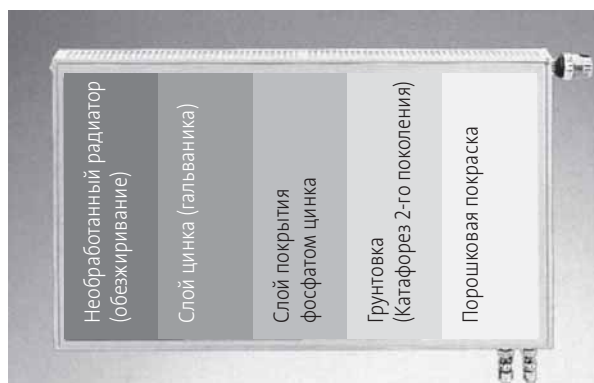 Необработанный радиатор
(обезжиривание)
Слой цинка (гальваника)
Слой покрытия
фосфатом цинка
Грунтовка
(Катафорез 2-го поколения)
Порошковая покраска